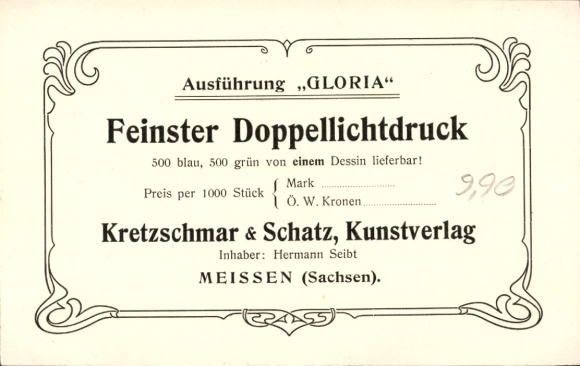 Ausführung „GLORIA“
Feinster Doppellichtdruck
500 blau, 500 grün von einem Dessin lieferbar!
Preis per 1000 Stück { Mark ....................
Ö. W. Kronen....................
9,90
Kretzschmar & Schatz, Kunstverlag
Inhaber: Hermann Seibt
MEISSEN (Sachsen).